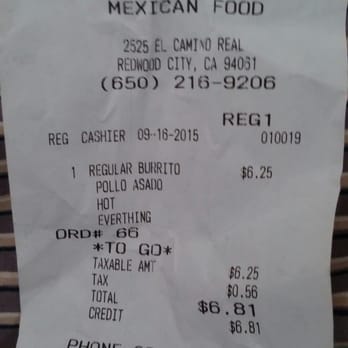 MEXICAN FOOD
2525 EL CAMINO REAL
REDWOOD CITY, CA 94061
(650) 216-9206
REG1
REG CASHIER 09-16-2015 010019
1 REGULAR BURRITO $6.25
POLLO ASADO
HOT
EVERTHING
ORD# 66
*TO GO*
TAXABLE AMT $6.25
TAX $0.56
TOTAL $6.81
CREDIT $6.81
PHONE